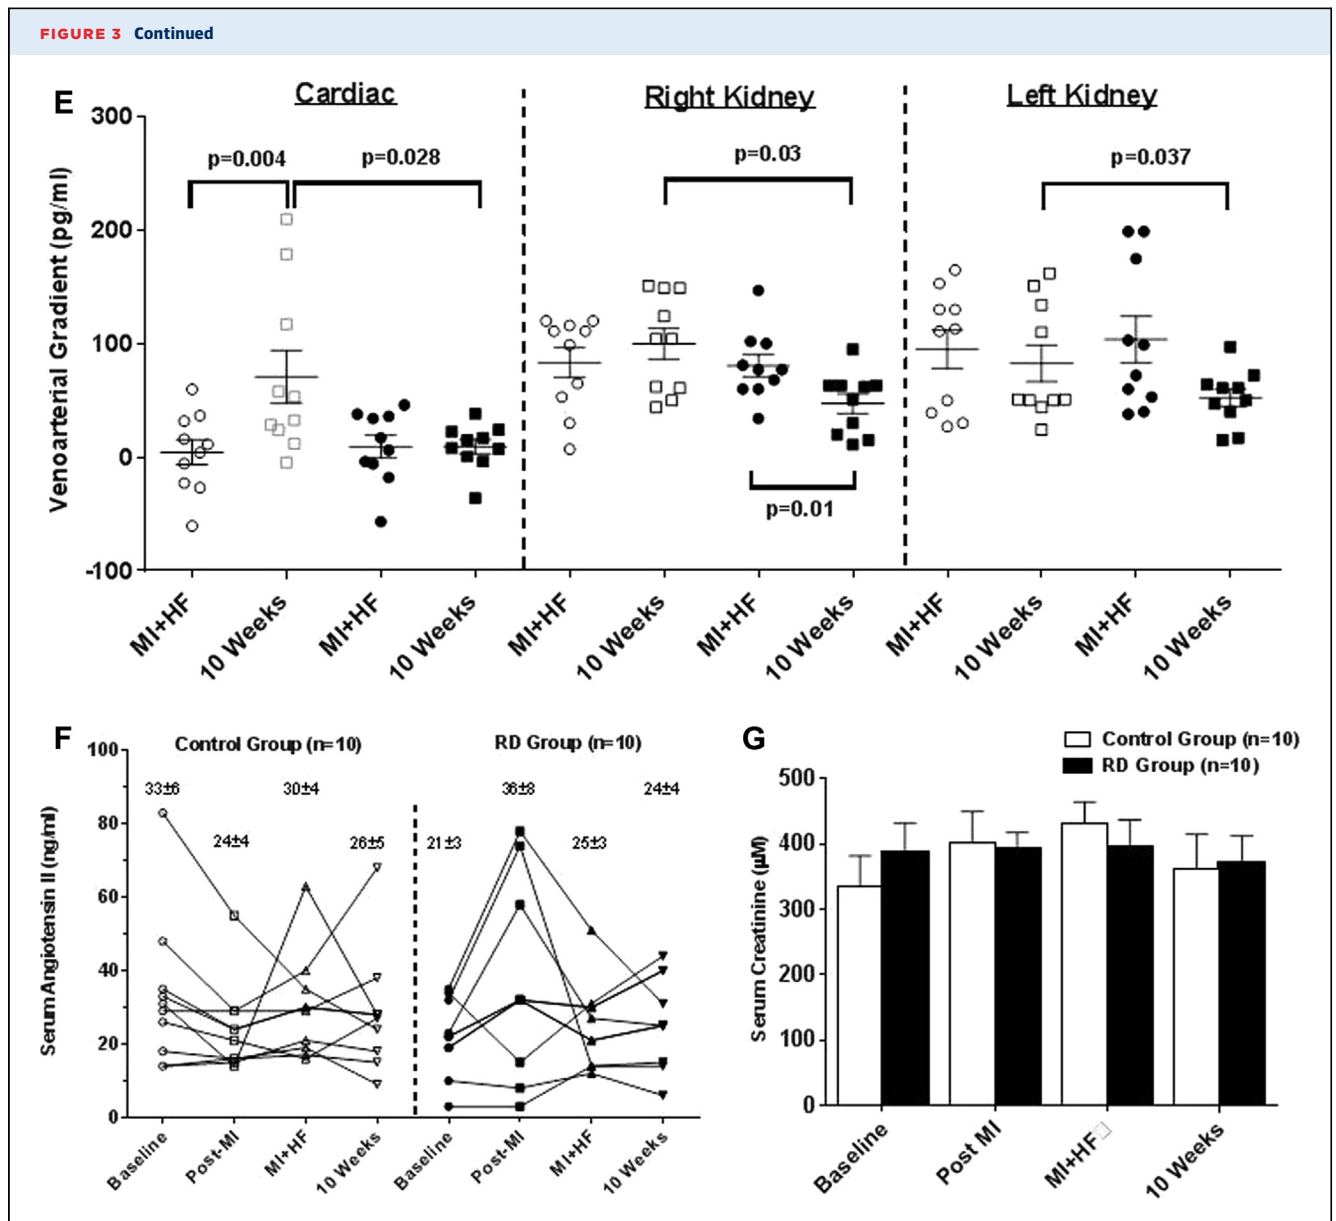 FIGURE 3 Continued
E
Cardiac
Right Kidney
Left Kidney
Venoarterial Gradient (pg/ml)
300
200
100
0
-100
p=0.004
p=0.028
p=0.03
p=0.037
p=0.01
MI+HF
10 Weeks
MI+HF
10 Weeks
MI+HF
10 Weeks
MI+HF
10 Weeks
MI+HF
10 Weeks
MI+HF
10 Weeks
F
Control Group (n=10)
RD Group (n=10)
Serum Angiotensin II (ng/ml)
100
80
60
40
20
0
33±6
24±4
30±4
26±5
21±3
36±8
25±3
24±4
Baseline
Post-MI
MI+HF
10 Weeks
Baseline
Post-MI
MI+HF
10 Weeks
G
Control Group (n=10)
RD Group (n=10)
Serum Creatinine (µM)
500
400
300
200
100
0
Baseline
Post MI
MI+HF
10 Weeks